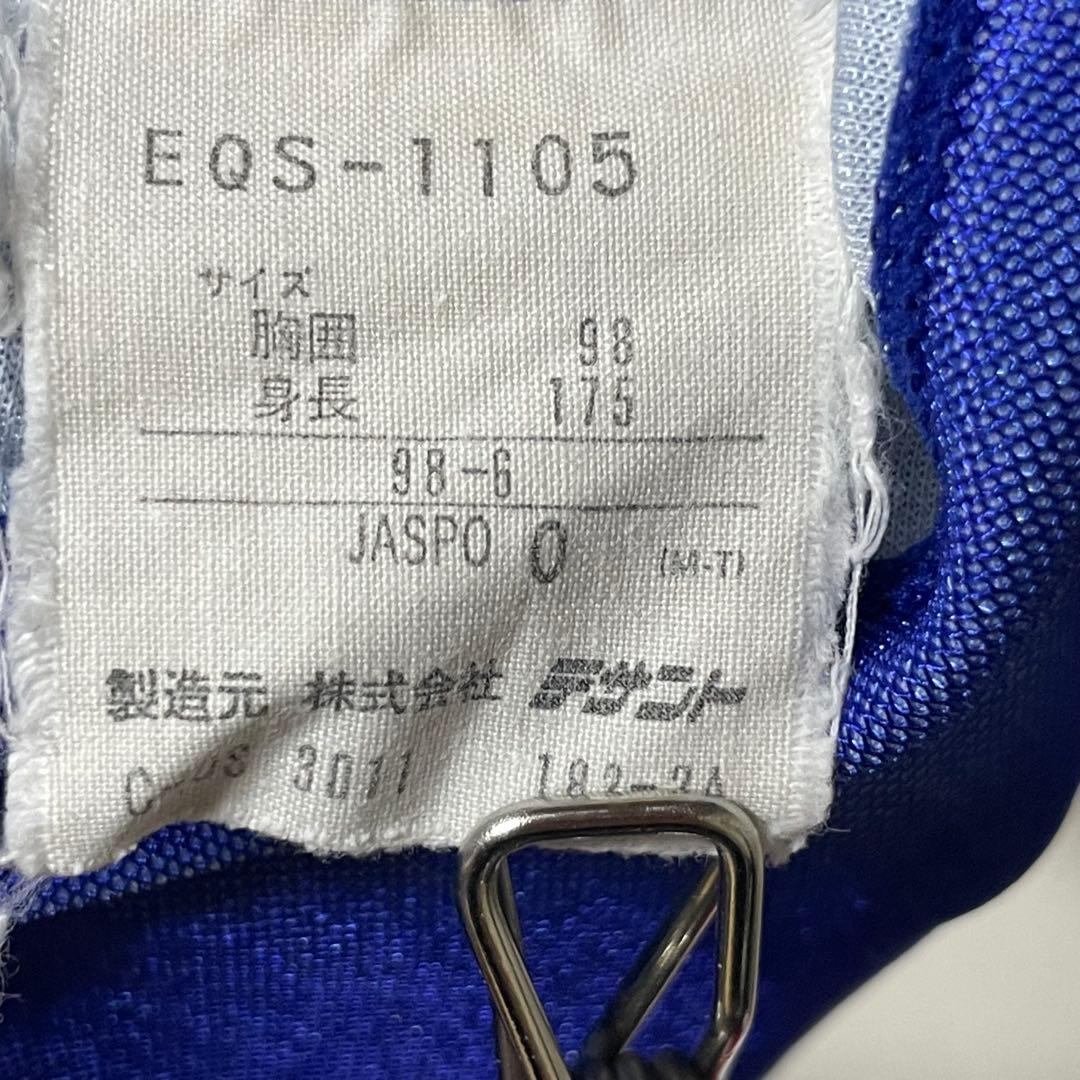 EQS-1105
サイズ
胸囲 98
身長 175
98-6
JASPO O (M-T)
製造元 株式会社 デサント
3011